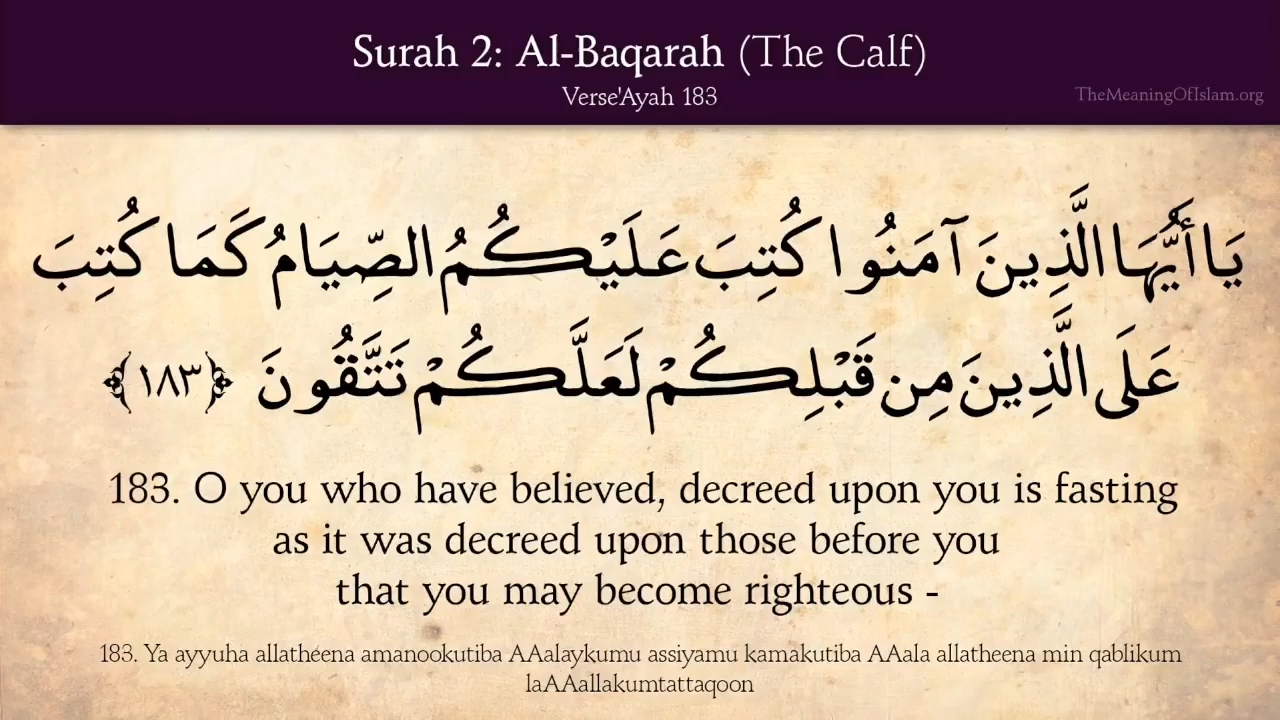 Surah 2: Al-Baqarah (The Calf)
Verse'Ayah 183
TheMeaningOfIslam.org
يَا أَيُّهَا الَّذِينَ آمَنُوا كُتِبَ عَلَيْكُمُ الصِّيَامُ كَمَا كُتِبَ
عَلَى الَّذِينَ مِن قَبْلِكُمْ لَعَلَّكُمْ تَتَّقُونَ ﴿١٨٣﴾
183. O you who have believed, decreed upon you is fasting
as it was decreed upon those before you
that you may become righteous -
183. Ya ayyuha allatheena amanookutiba AAalaykumu assiyamu kamakutiba AAala allatheena min qablikum
laAAallakumtattaqoon